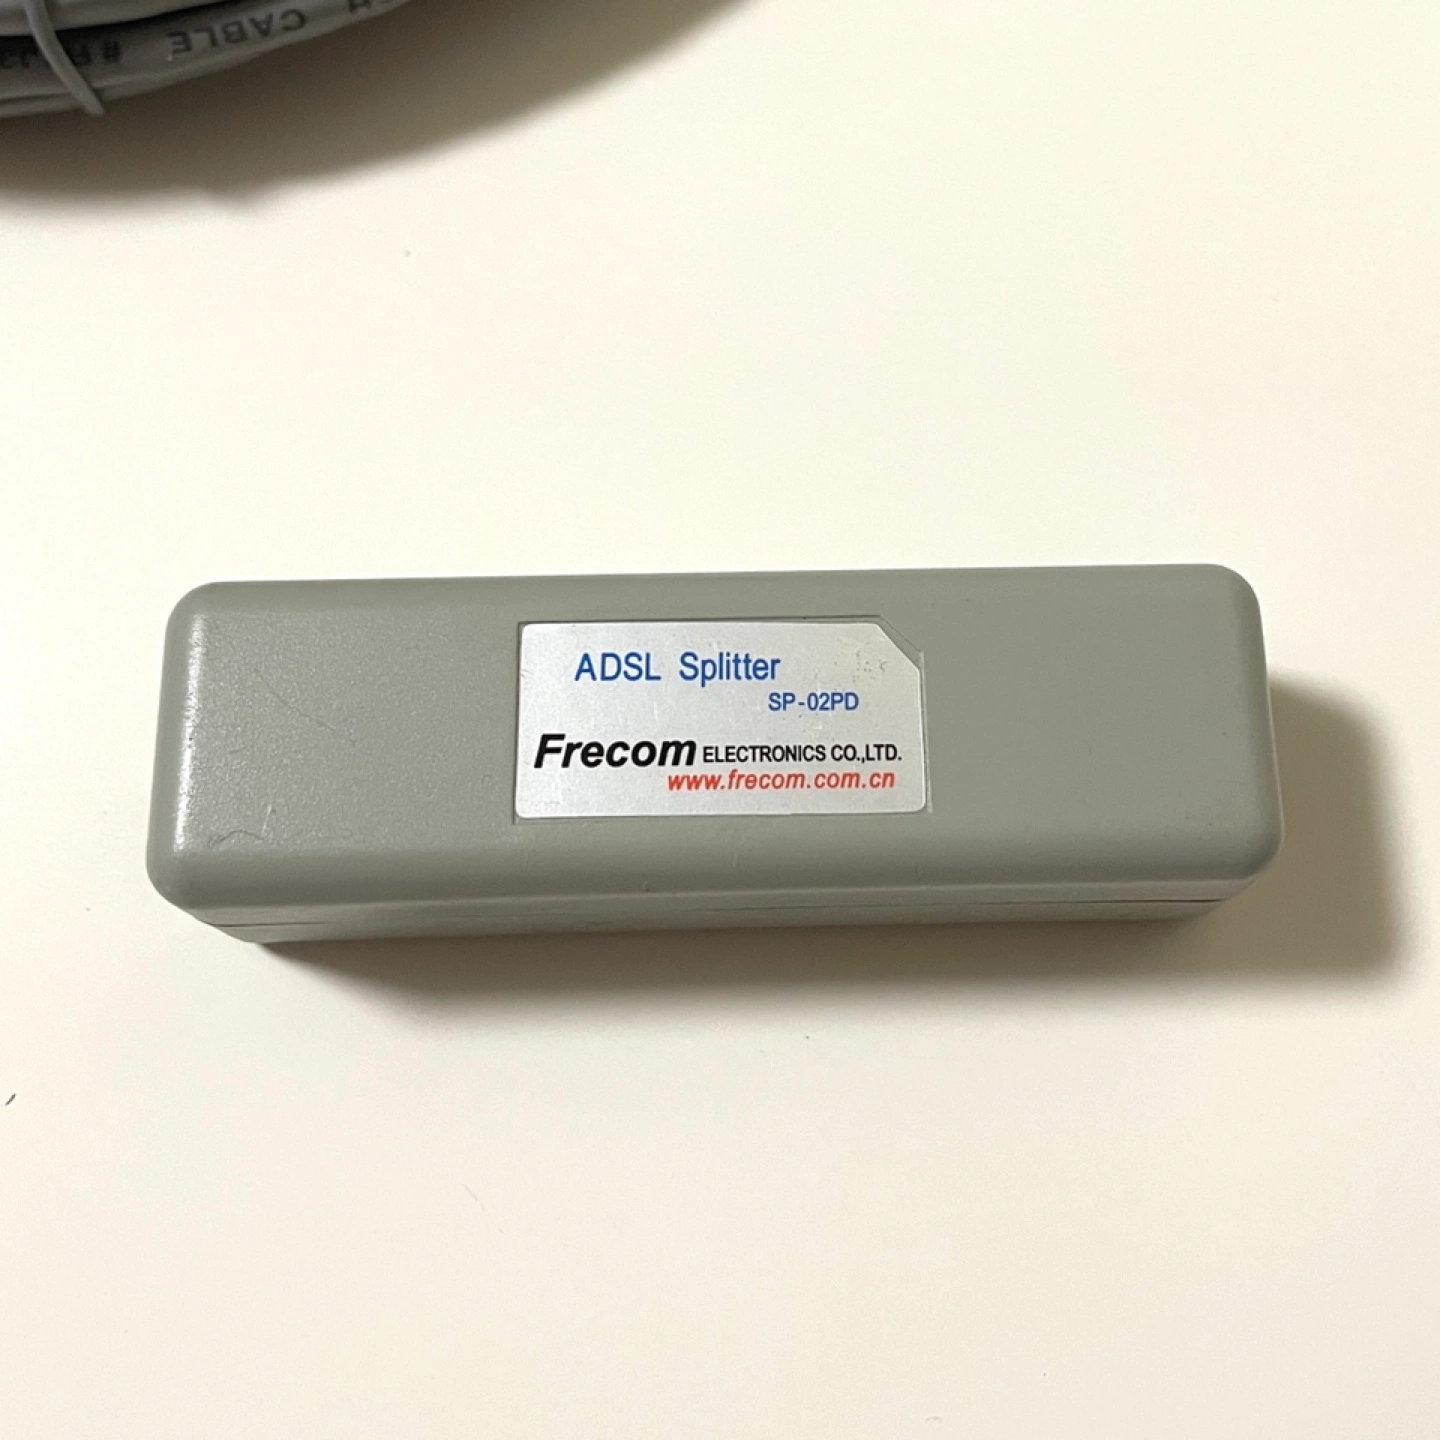 CABLE
ADSL Splitter
SP-02PD
Frecom ELECTRONICS CO.,LTD.
www.frecom.com.cn